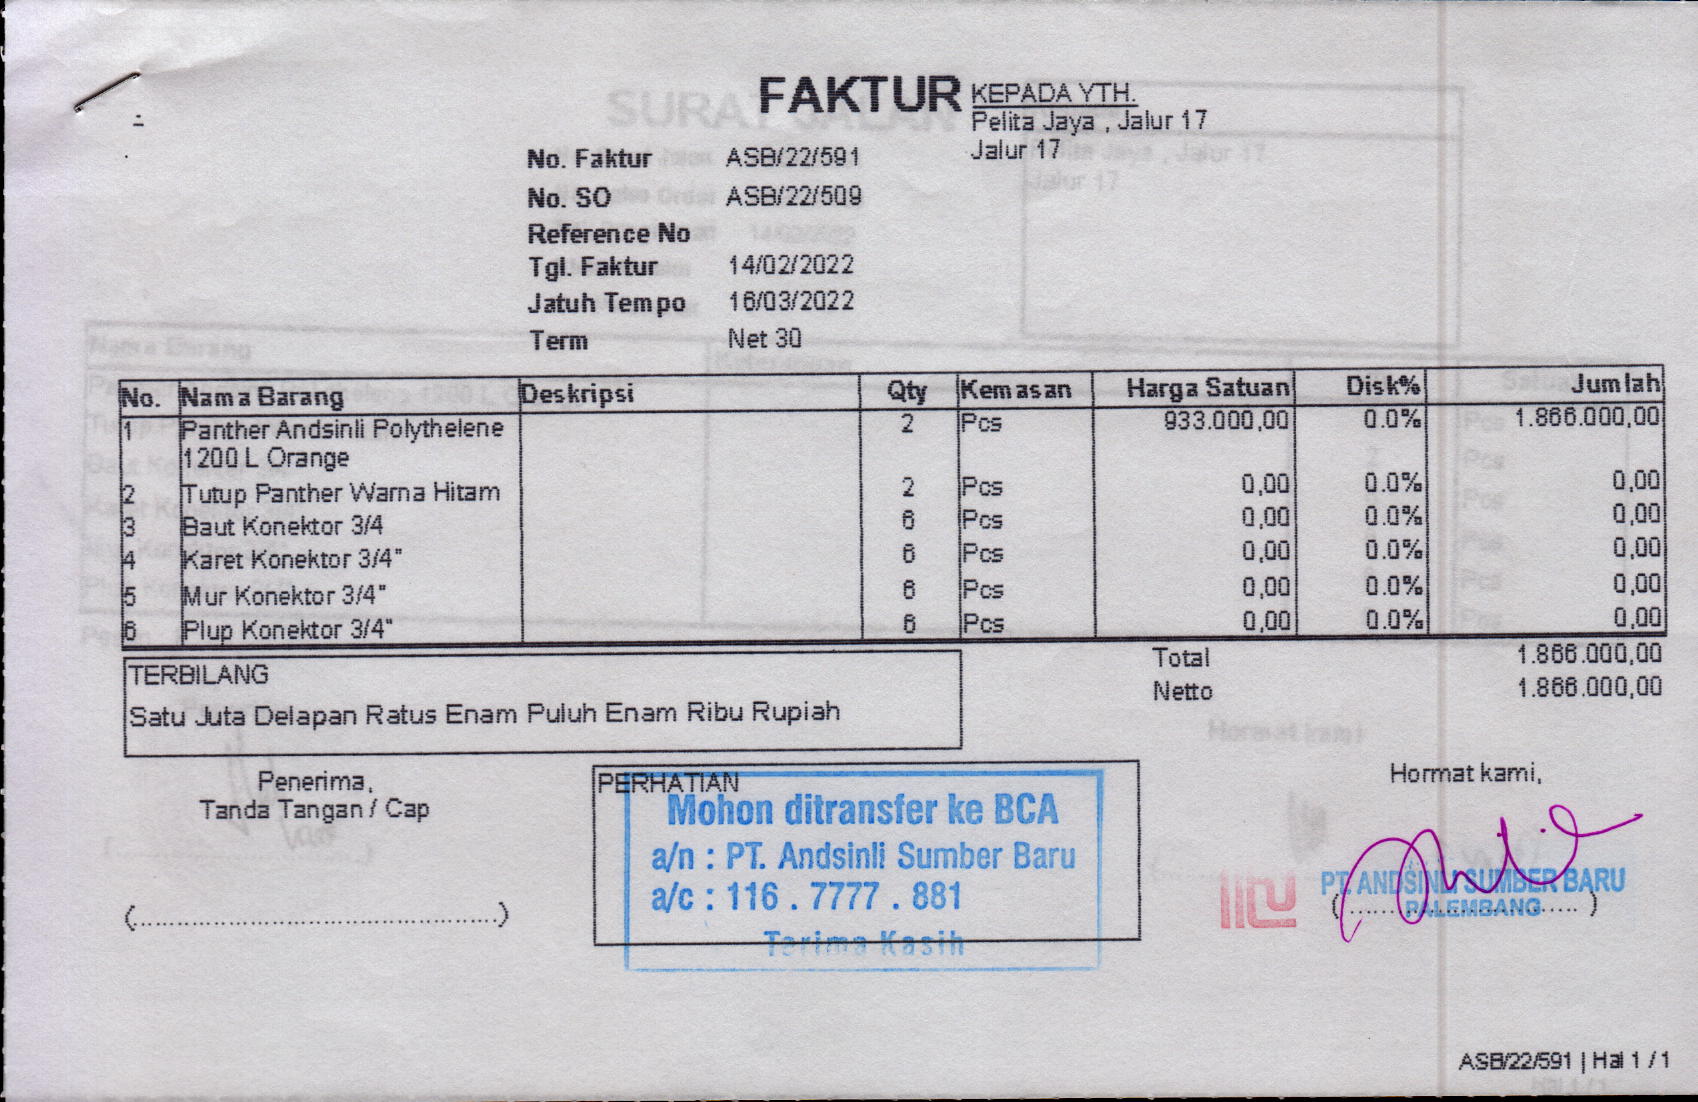 FAKTUR
KEPADA YTH.
Pelita Jaya , Jalur 17
Jalur 17
No. Faktur ASB/22/591
No. SO ASB/22/509
Reference No
Tgl. Faktur 14/02/2022
Jatuh Tempo 16/03/2022
Term Net 30
No. Nama Barang Deskripsi Qty Kemasan Harga Satuan Disk% Jumlah
1 Panther Andsinli Polythelene 2 Pcs 933.000,00 0.0% 1.866.000,00
1200 L Orange
2 Tutup Panther Warna Hitam 2 Pcs 0,00 0.0% 0,00
3 Baut Konektor 3/4 6 Pcs 0,00 0.0% 0,00
4 Karet Konektor 3/4" 6 Pcs 0,00 0.0% 0,00
5 Mur Konektor 3/4" 6 Pcs 0,00 0.0% 0,00
6 Plup Konektor 3/4" 6 Pcs 0,00 0.0% 0,00
Total 1.866.000,00
Netto 1.866.000,00
TERBILANG
Satu Juta Delapan Ratus Enam Puluh Enam Ribu Rupiah
Penerima,
Tanda Tangan / Cap
(......................................................)
PERHATIAN
Mohon ditransfer ke BCA
a/n : PT. Andsinli Sumber Baru
a/c : 116 . 7777 . 881
Terima Kasih
Hormat kami,
PT. ANDSINLI SUMBER BARU
PALEMBANG
ASB/22/591 | Hal 1 / 1